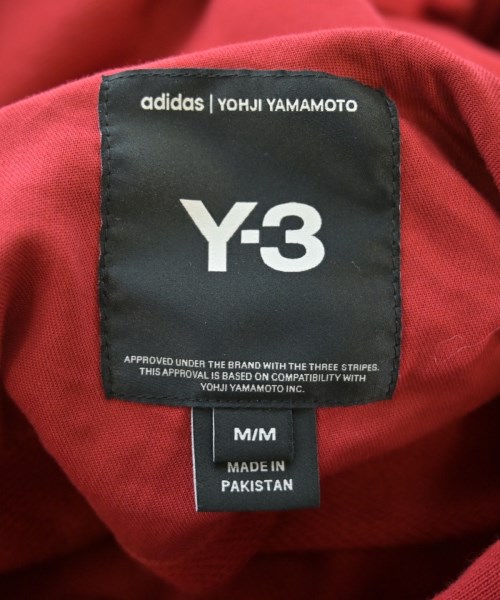 adidas | YOHJI YAMAMOTO
Y-3
APPROVED UNDER THE BRAND WITH THE THREE STRIPES.
THIS APPROVAL IS BASED ON COMPATIBILITY WITH
YOHJI YAMAMOTO INC.
M/M
MADE IN
PAKISTAN